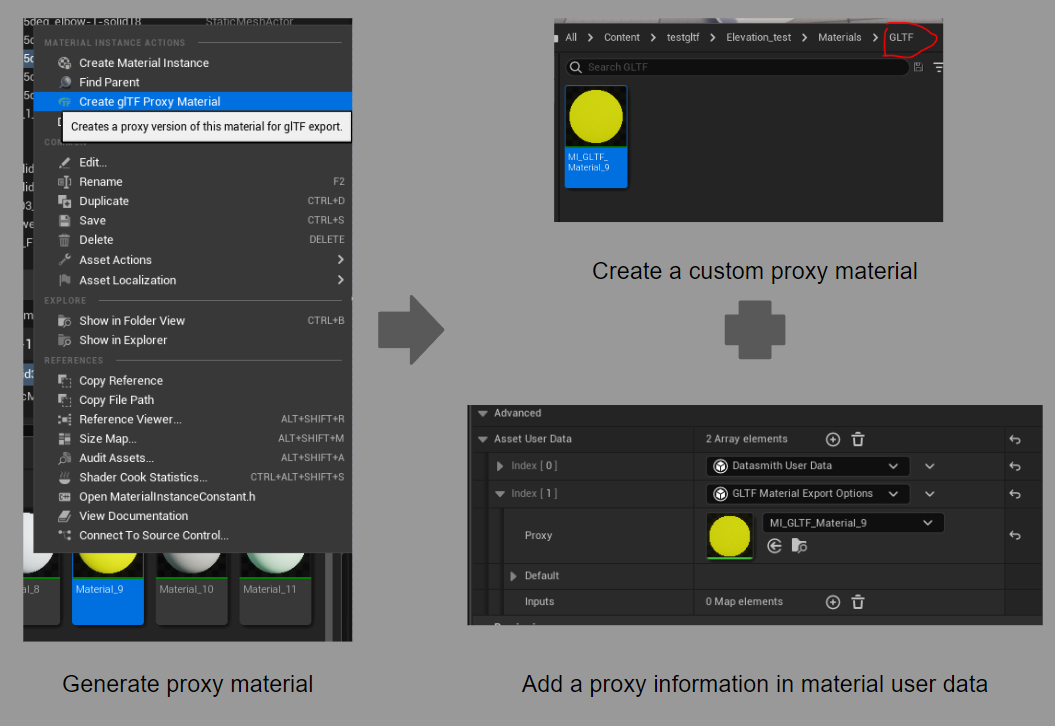 5deg_elbow-1-solid18 StaticMeshActor
MATERIAL INSTANCE ACTIONS
Create Material Instance
Find Parent
Create glTF Proxy Material
Creates a proxy version of this material for glTF export.
COMMON
Edit...
Rename F2
Duplicate CTRL+D
Save CTRL+S
Delete DELETE
Asset Actions
Asset Localization
EXPLORE
Show in Folder View CTRL+B
Show in Explorer
REFERENCES
Copy Reference
Copy File Path
Reference Viewer... ALT+SHIFT+R
Size Map... ALT+SHIFT+M
Audit Assets... ALT+SHIFT+A
Shader Cook Statistics... CTRL+ALT+SHIFT+S
Open MaterialInstanceConstant.h
View Documentation
Connect To Source Control...
al_8 Material_9 Material_10 Material_11
Generate proxy material
All > Content > testgltf > Elevation_test > Materials > GLTF
Search GLTF
MI_GLTF_
Material_9
Create a custom proxy material
Advanced
Asset User Data 2 Array elements
Index [ 0 ] Datasmith User Data
Index [ 1 ] GLTF Material Export Options
Proxy MI_GLTF_Material_9
Default
Inputs 0 Map elements
Add a proxy information in material user data